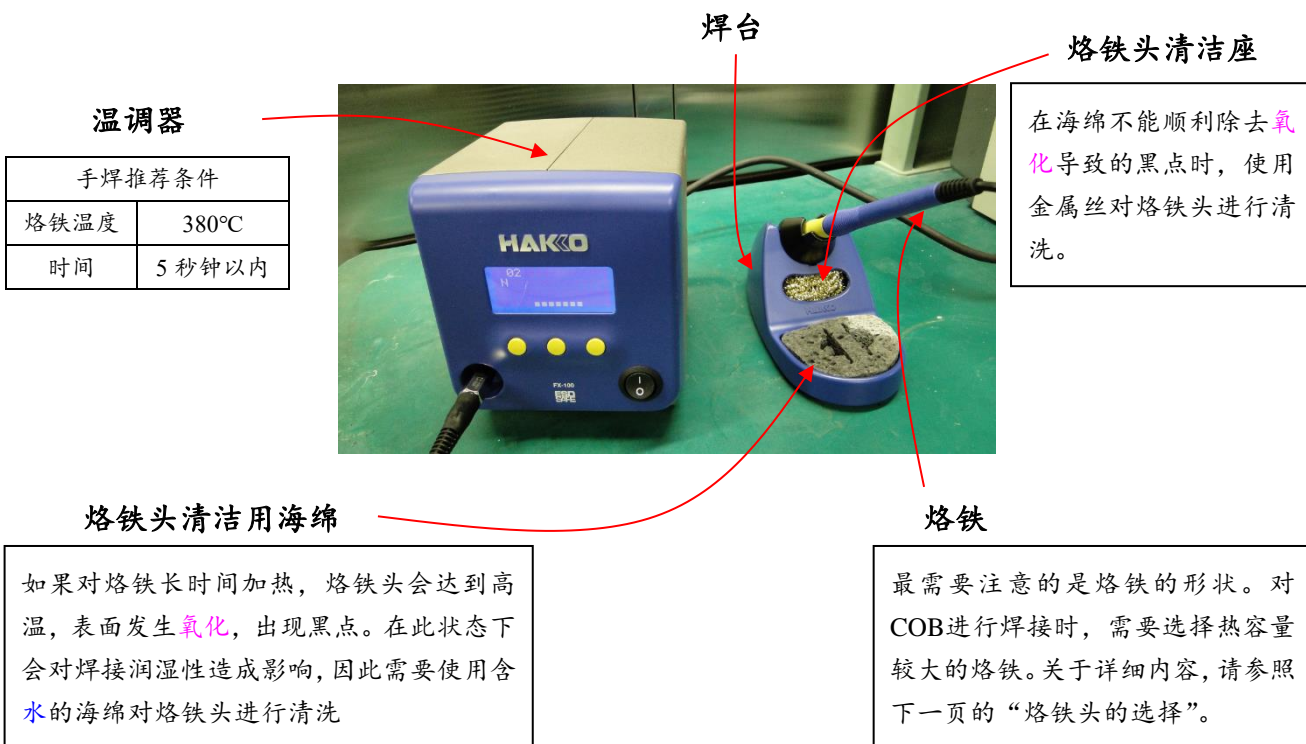 焊台
烙铁头清洁座
在海绵不能顺利除去氧
化导致的黑点时，使用
金属丝对烙铁头进行清
洗。
温调器
手焊推荐条件
烙铁温度 380℃
时间 5 秒钟以内
HAKKO
02
N
FX-100
ESD
SAFE
I
O
HAKKO
烙铁头清洁用海绵
如果对烙铁长时间加热，烙铁头会达到高
温，表面发生氧化，出现黑点。在此状态下
会对焊接润湿性造成影响，因此需要使用含
水的海绵对烙铁头进行清洗
烙铁
最需要注意的是烙铁的形状。对
COB进行焊接时，需要选择热容量
较大的烙铁。关于详细内容，请参照
下一页的“烙铁头的选择”。